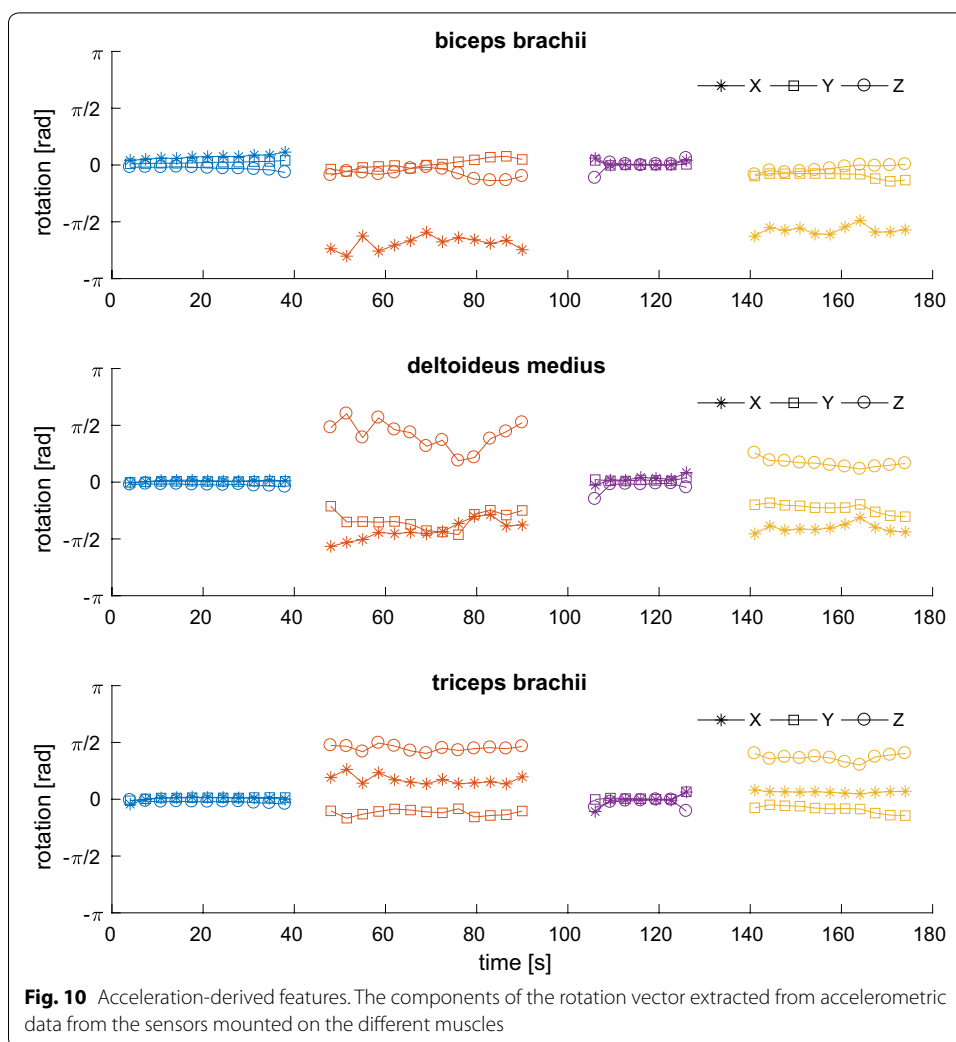 biceps brachii
π
π/2
0
-π/2
-π
rotation [rad]
X Y Z
0 20 40 60 80 100 120 140 160 180
deltoideus medius
π
π/2
0
-π/2
-π
rotation [rad]
X Y Z
0 20 40 60 80 100 120 140 160 180
triceps brachii
π
π/2
0
-π/2
-π
rotation [rad]
X Y Z
0 20 40 60 80 100 120 140 160 180
time [s]
Fig. 10 Acceleration-derived features. The components of the rotation vector extracted from accelerometric
data from the sensors mounted on the different muscles